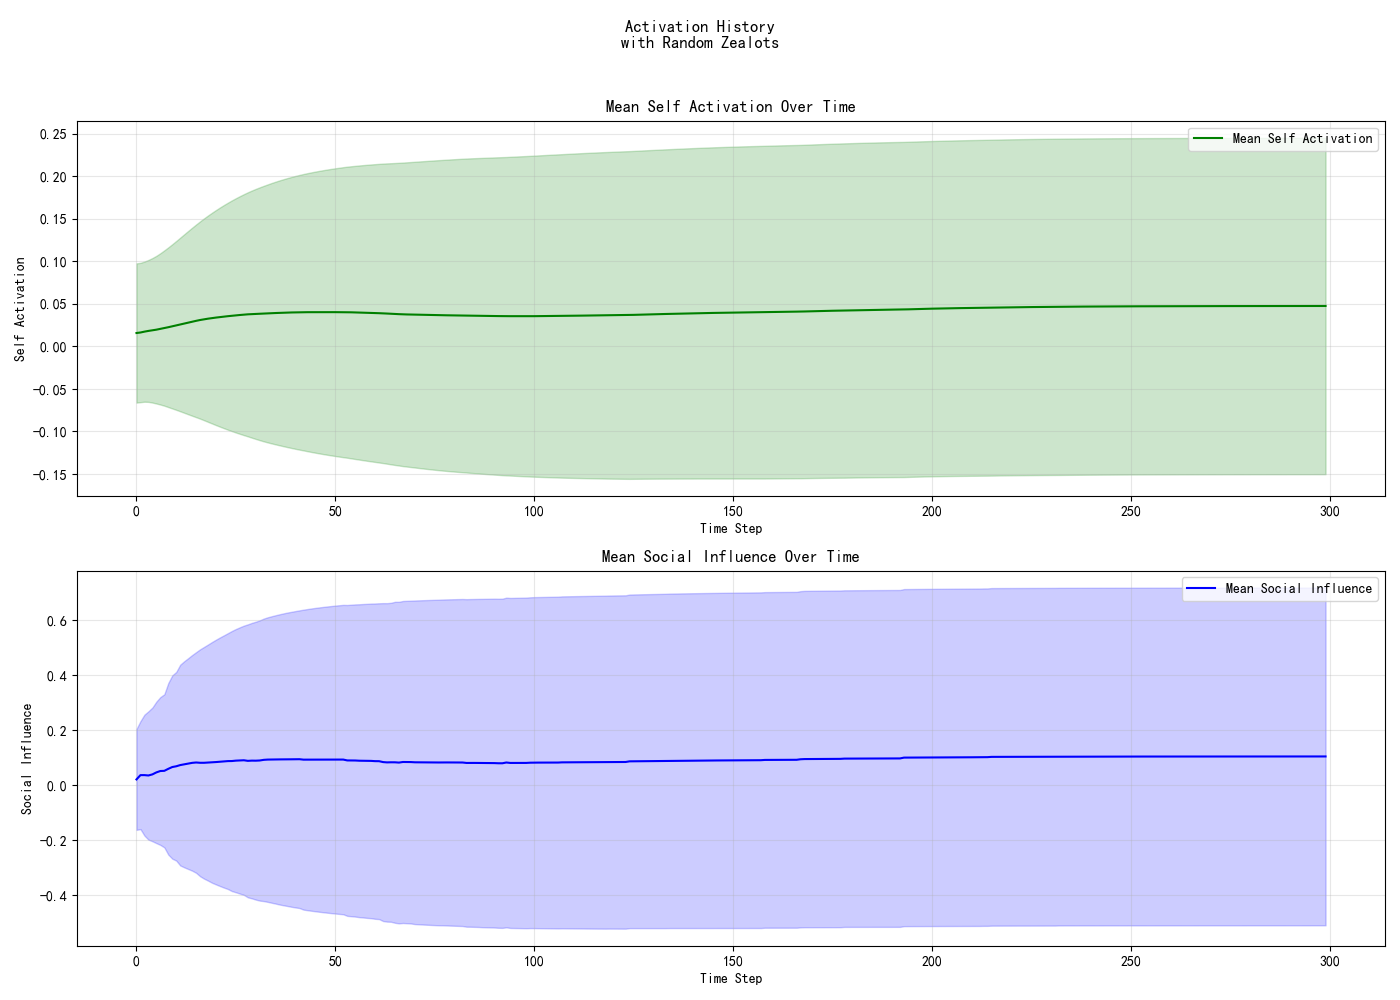 Activation History
with Random Zealots
Mean Self Activation Over Time
Mean Self Activation
Self Activation
0.25
0.20
0.15
0.10
0.05
0.00
−0.05
−0.10
−0.15
0 50 100 150 200 250 300
Time Step
Mean Social Influence Over Time
Mean Social Influence
Social Influence
0.6
0.4
0.2
0.0
−0.2
−0.4
0 50 100 150 200 250 300
Time Step